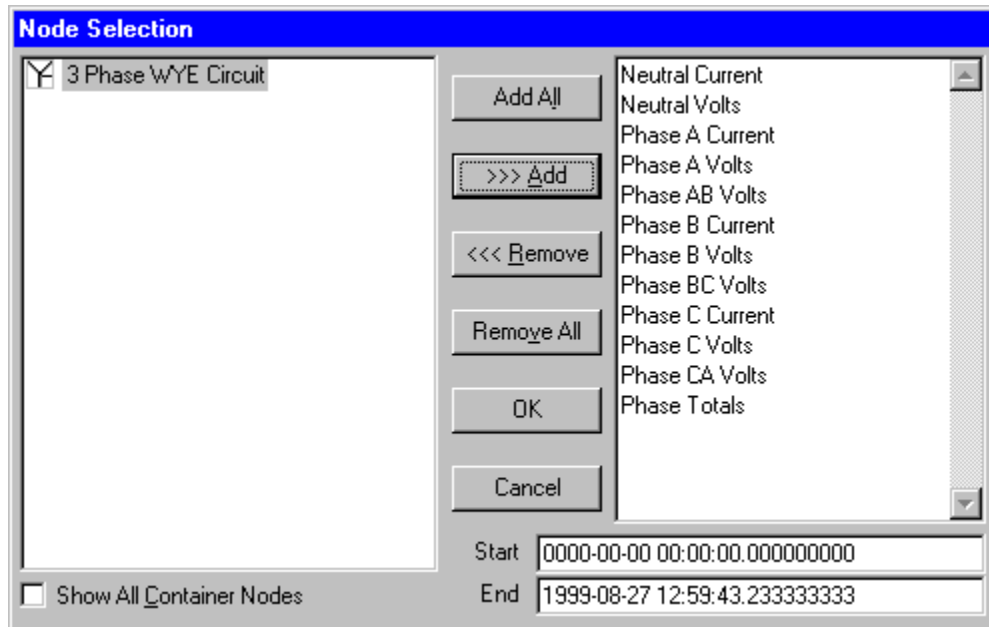 Node Selection
3 Phase WYE Circuit
Add All
>>> Add
<<< Remove
Remove All
OK
Cancel
Neutral Current
Neutral Volts
Phase A Current
Phase A Volts
Phase AB Volts
Phase B Current
Phase B Volts
Phase BC Volts
Phase C Current
Phase C Volts
Phase CA Volts
Phase Totals
Start 0000-00-00 00:00:00.000000000
End 1999-08-27 12:59:43.233333333
Show All Container Nodes